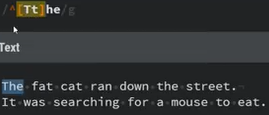 /^[Tt]he/g
Text
The fat cat ran down the street.
It was searching for a mouse to eat.